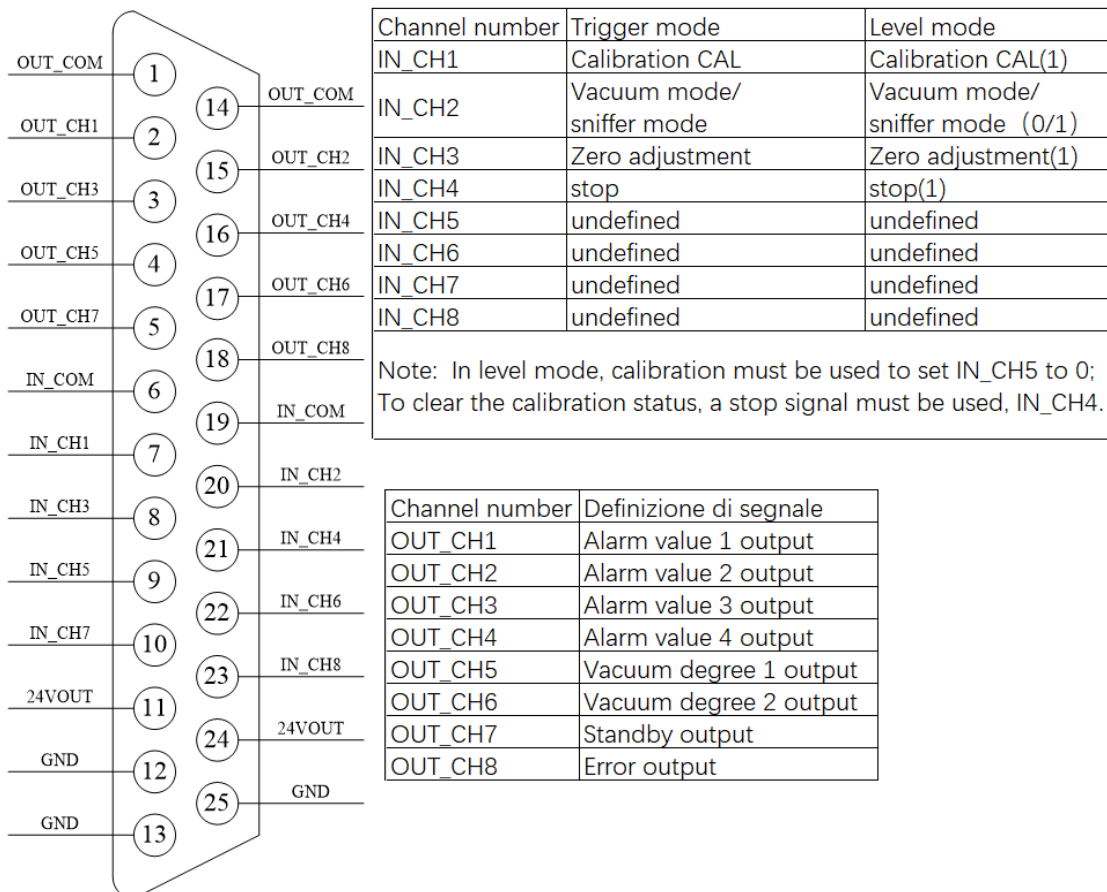 OUT_COM
1
OUT_CH1
2
OUT_CH3
3
OUT_CH5
4
OUT_CH7
5
IN_COM
6
IN_CH1
7
IN_CH3
8
IN_CH5
9
IN_CH7
10
24VOUT
11
GND
12
GND
13
14 OUT_COM
15 OUT_CH2
16 OUT_CH4
17 OUT_CH6
18 OUT_CH8
19 IN_COM
20 IN_CH2
21 IN_CH4
22 IN_CH6
23 IN_CH8
24 24VOUT
25 GND
Channel number Trigger mode Level mode
IN_CH1 Calibration CAL Calibration CAL(1)
IN_CH2 Vacuum mode/ sniffer mode Vacuum mode/ sniffer mode（0/1）
IN_CH3 Zero adjustment Zero adjustment(1)
IN_CH4 stop stop(1)
IN_CH5 undefined undefined
IN_CH6 undefined undefined
IN_CH7 undefined undefined
IN_CH8 undefined undefined
Note: In level mode, calibration must be used to set IN_CH5 to 0;
To clear the calibration status, a stop signal must be used, IN_CH4.
Channel number Definizione di segnale
OUT_CH1 Alarm value 1 output
OUT_CH2 Alarm value 2 output
OUT_CH3 Alarm value 3 output
OUT_CH4 Alarm value 4 output
OUT_CH5 Vacuum degree 1 output
OUT_CH6 Vacuum degree 2 output
OUT_CH7 Standby output
OUT_CH8 Error output